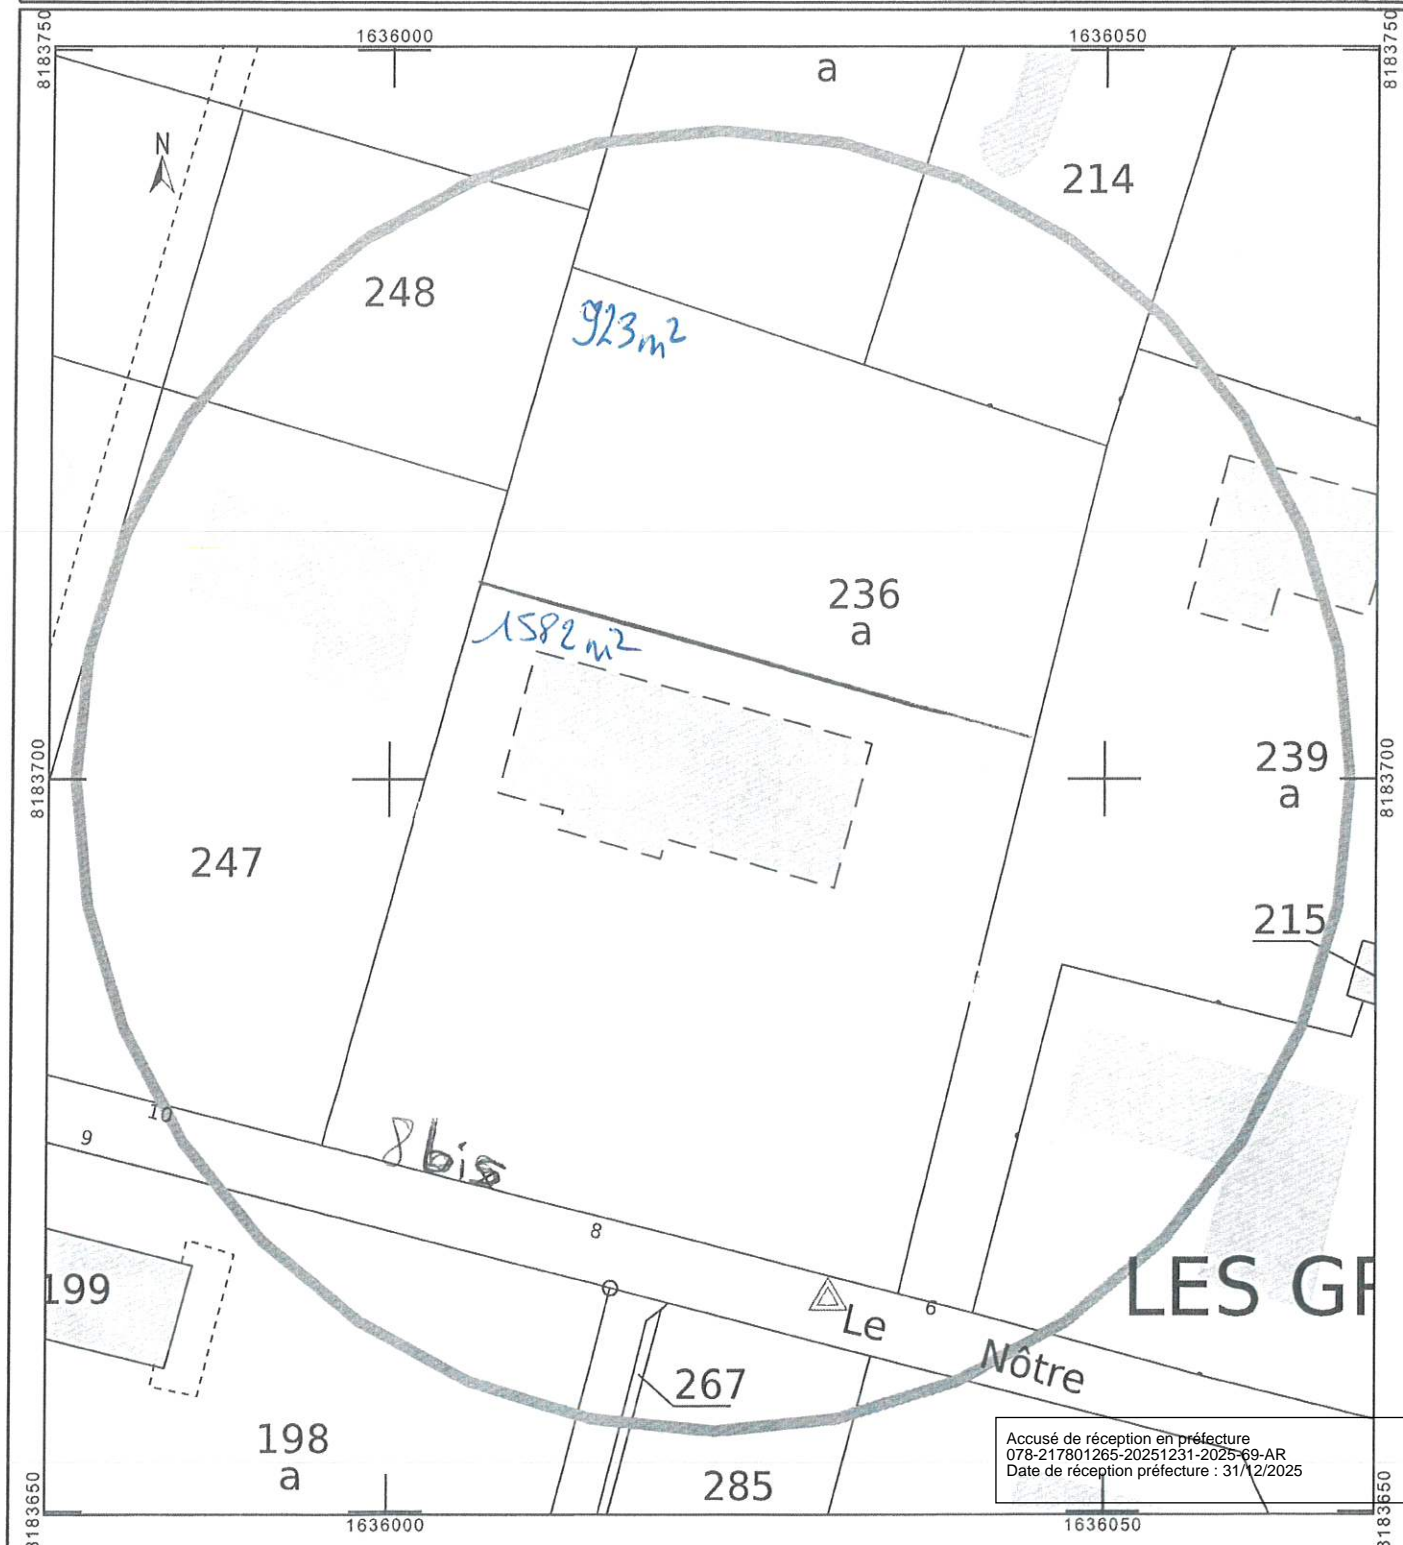 1636000
1636050
8183750
8183750
a
N
214
248
923m²
236
a
1582m²
239
a
8183700
8183700
247
215
10
9
8bis
8
LES GR
199
6
Le Nôtre
267
198
a
285
Accusé de réception en préfecture
078-217801265-20251231-2025-69-AR
Date de réception préfecture : 31/12/2025
8183650
8183650
1636000
1636050